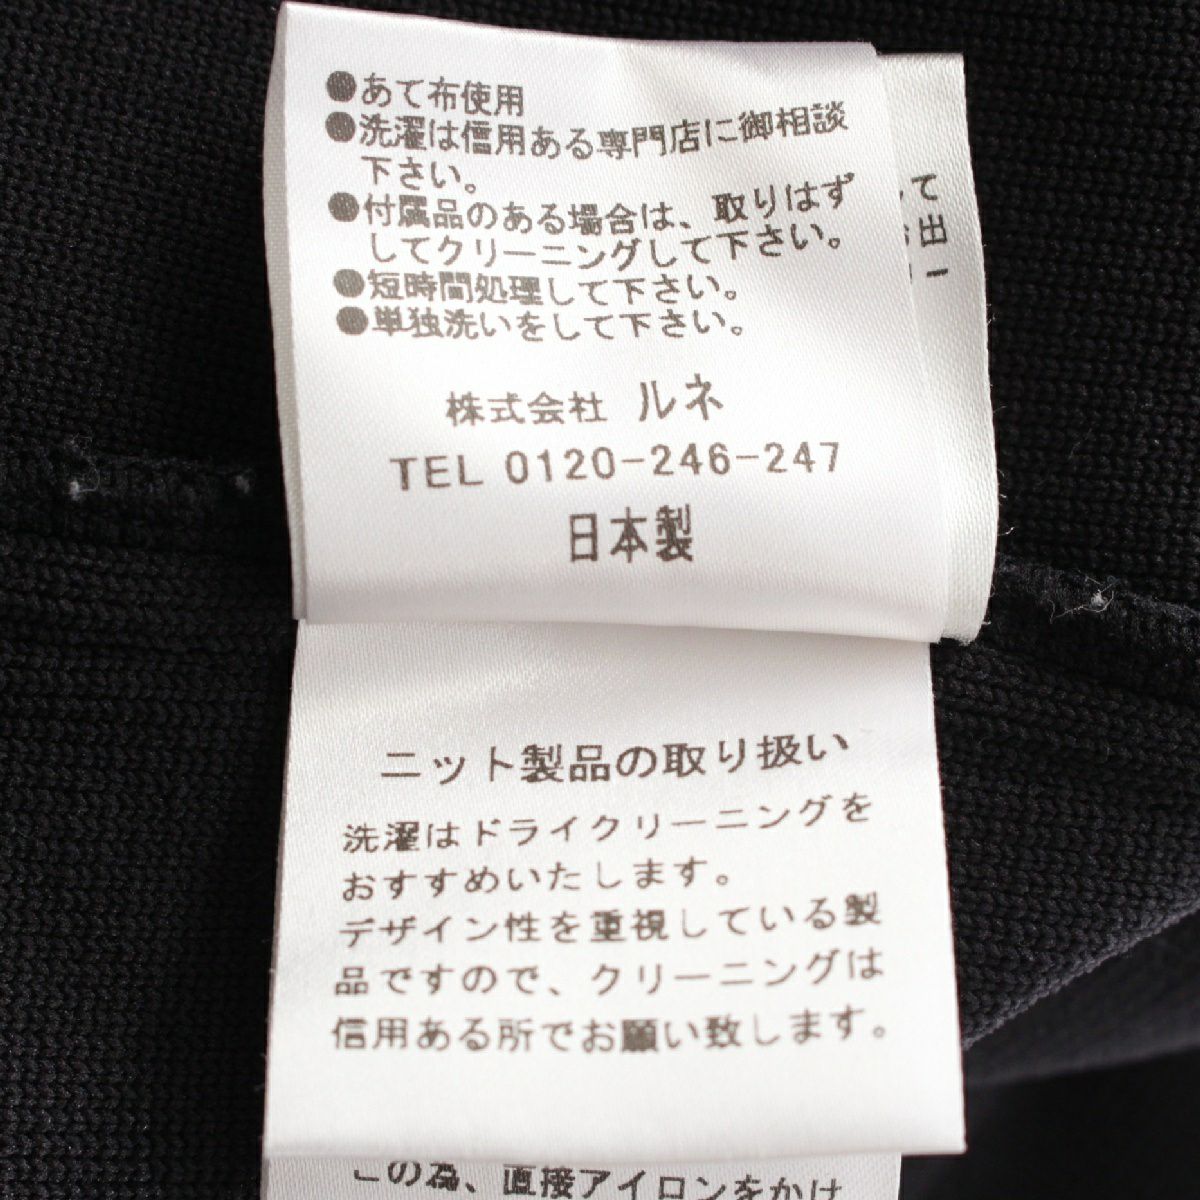 ●あて布使用
●洗濯は信用ある専門店に御相談
下さい。
●付属品のある場合は、取りはず
してクリーニングして下さい。
●短時間処理して下さい。
●単独洗いをして下さい。
株式会社 ルネ
TEL 0120-246-247
日本製
して
出
ー
ニット製品の取り扱い
洗濯はドライクリーニングを
おすすめいたします。
デザイン性を重視している製
品ですので、クリーニングは
信用ある所でお願い致します。
この為、直接アイロンをかけ